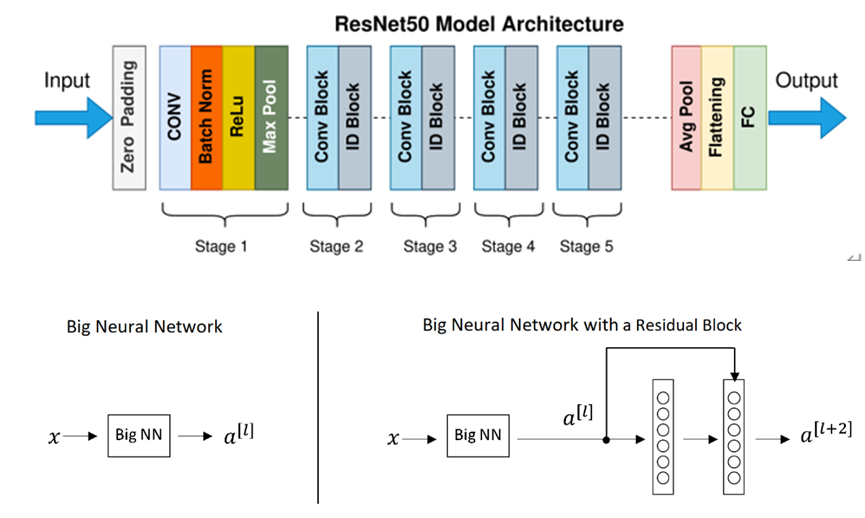 ResNet50 Model Architecture
Input
Zero Padding
CONV
Batch Norm
ReLu
Max Pool
Conv Block
ID Block
Conv Block
ID Block
Conv Block
ID Block
Conv Block
ID Block
Avg Pool
Flattening
FC
Output
Stage 1
Stage 2
Stage 3
Stage 4
Stage 5
Big Neural Network
x
Big NN
a[l]
Big Neural Network with a Residual Block
x
Big NN
a[l]
a[l+2]